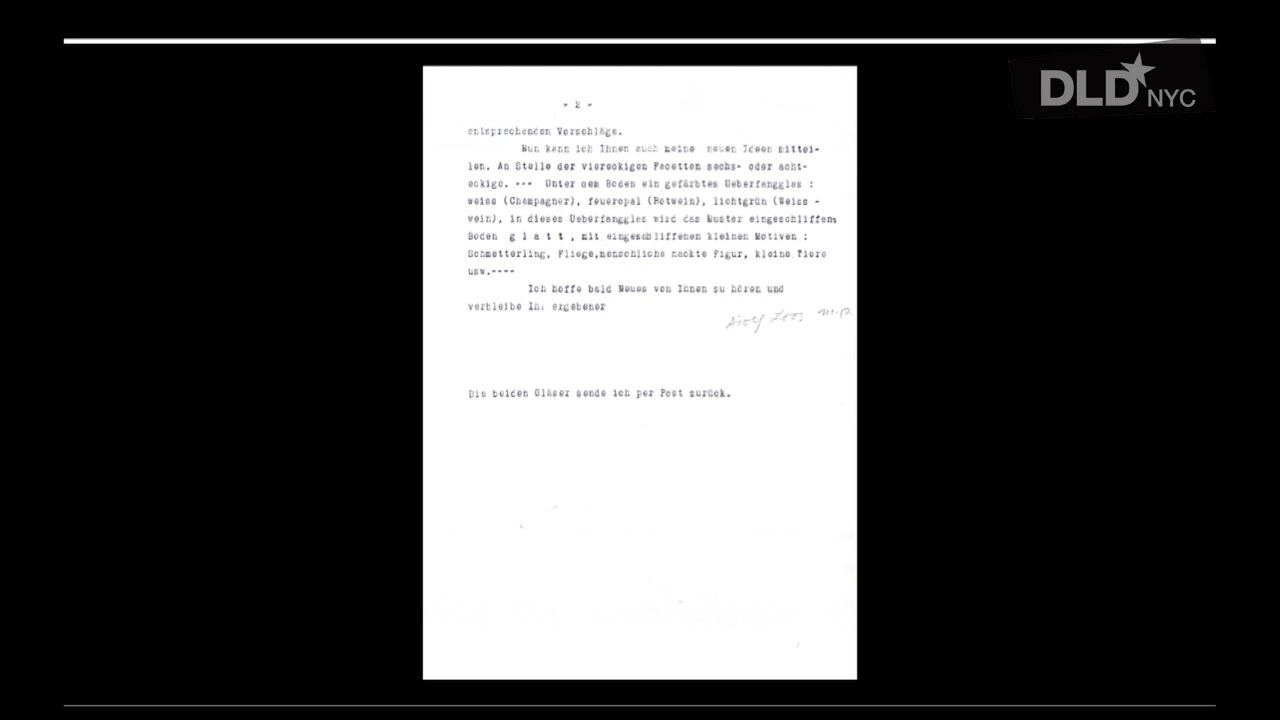 DLD NYC
- 2 -
entsprechenden Vorschläge.
Nun kann ich Ihnen auch meine neuen Ideen mittei-
len. An Stelle der viereckigen Facetten sechs- oder acht-
eckige. --- Unter dem Boden ein gefärbtes Ueberfangglas :
weiss (Champagner), feueropal (Rotwein), lichtgrün (Weiss -
wein), in dieses Ueberfangglas wird das Muster eingeschliffen;
Boden g l a t t , mit eingeschliffenen kleinen Motiven :
Schmetterling, Fliege,menschliche nackte Figur, kleine Tiere
usw.----
Ich hoffe bald Neues von Ihnen zu hören und
verbleibe Ihr ergebener
Adolf Loos m.p.
Die beiden Gläser sende ich per Post zurück.